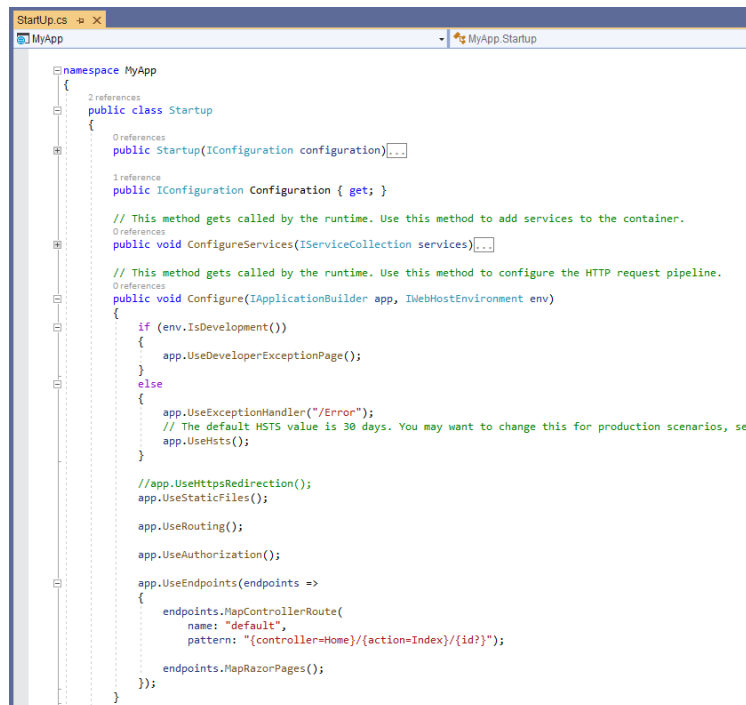 StartUp.cs
MyApp MyApp.Startup
namespace MyApp
{
2 references
public class Startup
{
0 references
public Startup(IConfiguration configuration)...
1 reference
public IConfiguration Configuration { get; }
// This method gets called by the runtime. Use this method to add services to the container.
0 references
public void ConfigureServices(IServiceCollection services)...
// This method gets called by the runtime. Use this method to configure the HTTP request pipeline.
0 references
public void Configure(IApplicationBuilder app, IWebHostEnvironment env)
{
if (env.IsDevelopment())
{
app.UseDeveloperExceptionPage();
}
else
{
app.UseExceptionHandler("/Error");
// The default HSTS value is 30 days. You may want to change this for production scenarios, se
app.UseHsts();
}
//app.UseHttpsRedirection();
app.UseStaticFiles();
app.UseRouting();
app.UseAuthorization();
app.UseEndpoints(endpoints =>
{
endpoints.MapControllerRoute(
name: "default",
pattern: "{controller=Home}/{action=Index}/{id?}");
endpoints.MapRazorPages();
});
}